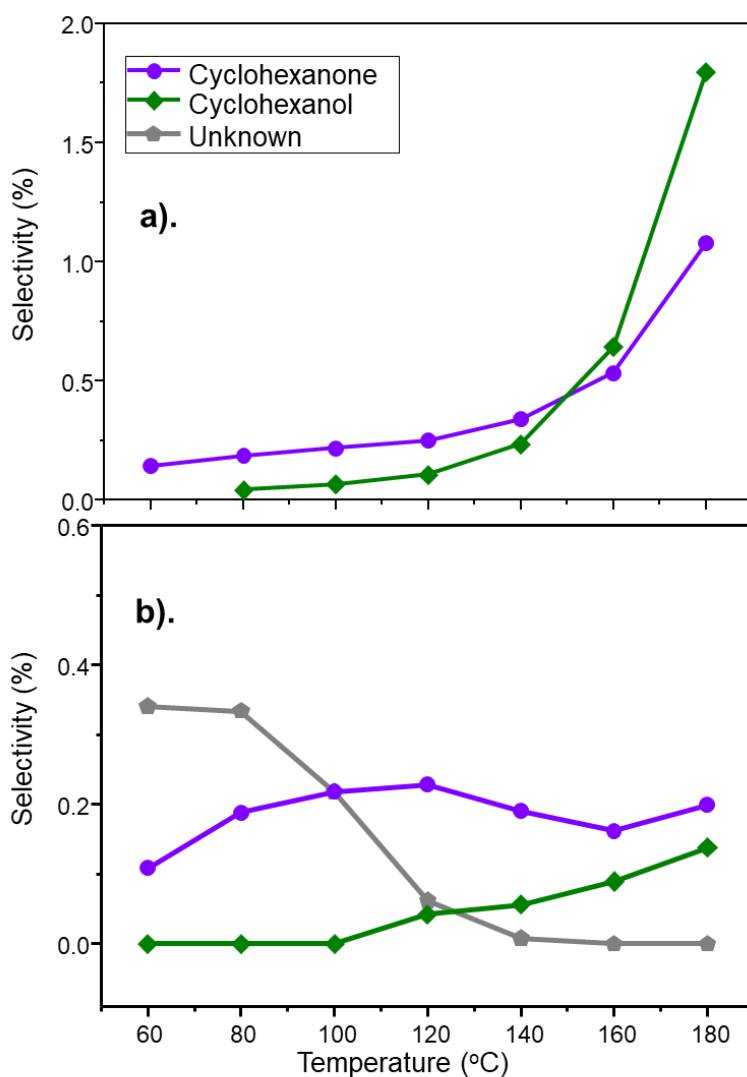 2.0
Cyclohexanone
Cyclohexanol
Unknown
1.5
a).
Selectivity (%)
1.0
0.5
0.0
0.6
b).
0.4
Selectivity (%)
0.2
0.0
60 80 100 120 140 160 180
Temperature (oC)